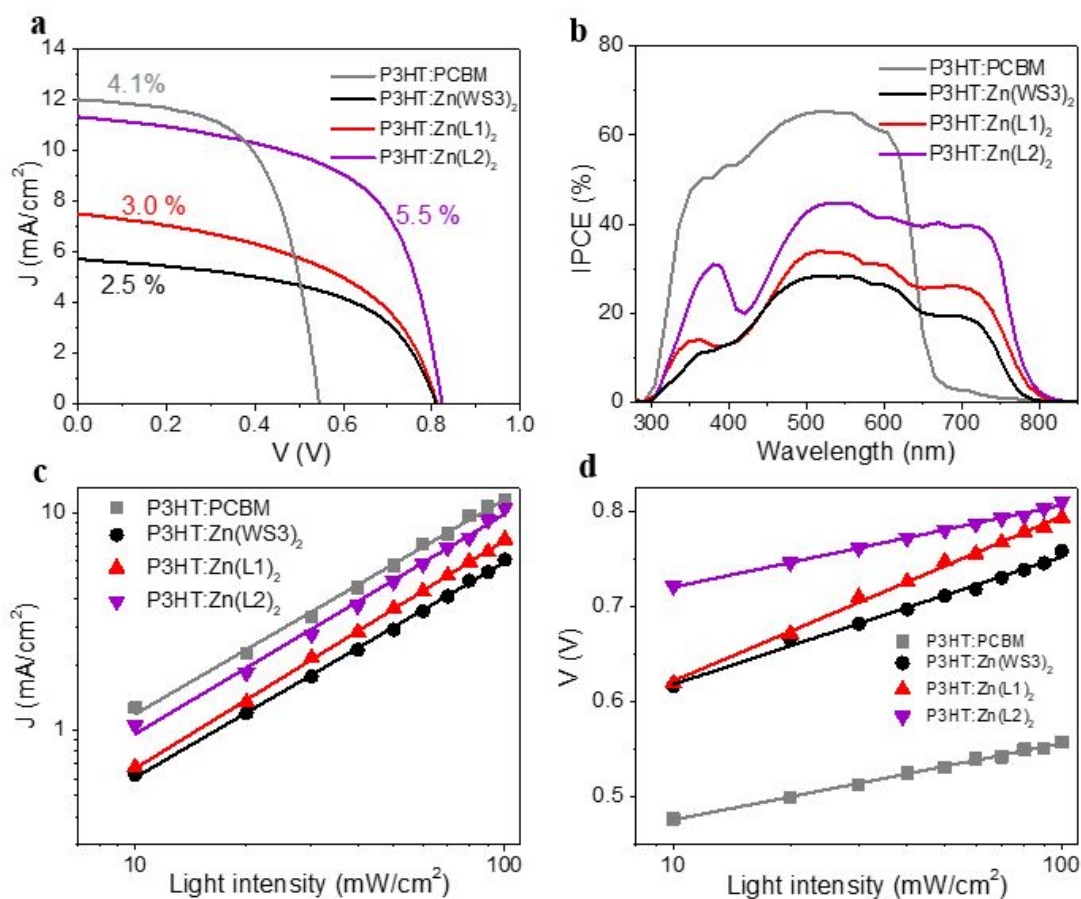 a
14
12
10
8
6
4
2
0
J (mA/cm²)
0.0 0.2 0.4 0.6 0.8 1.0
V (V)
P3HT:PCBM
P3HT:Zn(WS3)₂
P3HT:Zn(L1)₂
P3HT:Zn(L2)₂
4.1%
3.0 %
5.5 %
2.5 %
b
80
60
40
20
0
IPCE (%)
300 400 500 600 700 800
Wavelength (nm)
P3HT:PCBM
P3HT:Zn(WS3)₂
P3HT:Zn(L1)₂
P3HT:Zn(L2)₂
c
10
1
J (mA/cm²)
10 100
Light intensity (mW/cm²)
P3HT:PCBM
P3HT:Zn(WS3)₂
P3HT:Zn(L1)₂
P3HT:Zn(L2)₂
d
0.8
0.7
0.6
0.5
V (V)
10 100
Light intensity (mW/cm²)
P3HT:PCBM
P3HT:Zn(WS3)₂
P3HT:Zn(L1)₂
P3HT:Zn(L2)₂